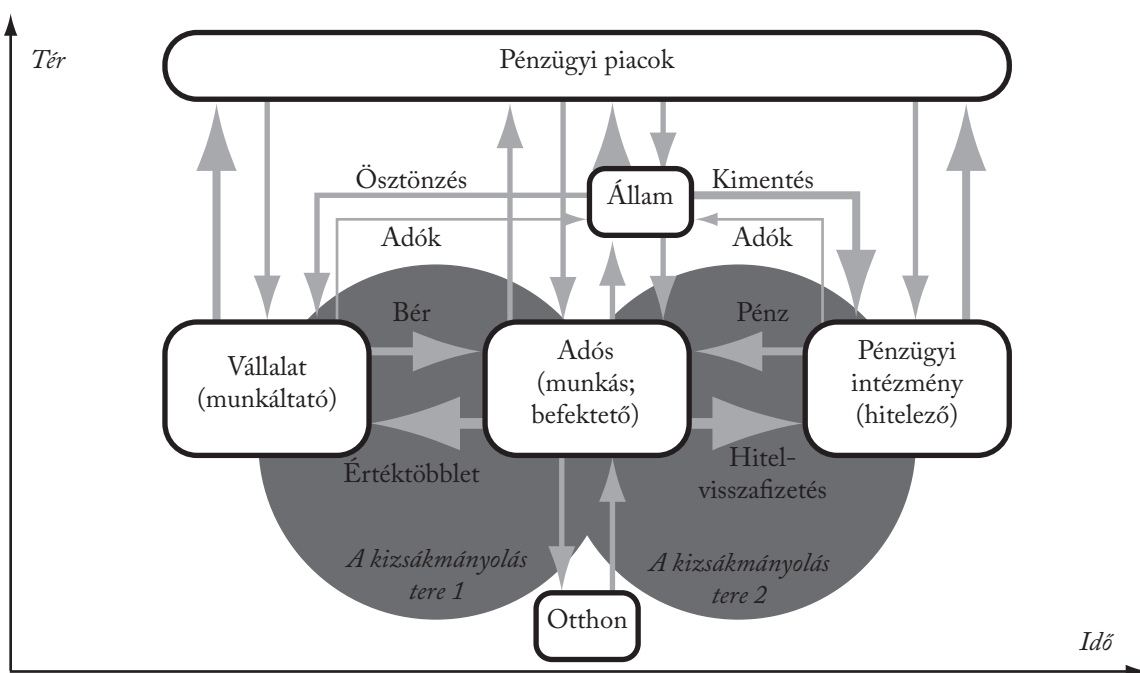 Tér
Pénzügyi piacok
Ösztönzés
Állam
Kimentés
Adók
Adók
Bér
Pénz
Vállalat
(munkáltató)
Adós
(munkás;
befektető)
Pénzügyi
intézmény
(hitelező)
Értéktöbblet
Hitel-
visszafizetés
A kizsákmányolás
tere 1
A kizsákmányolás
tere 2
Otthon
Idő